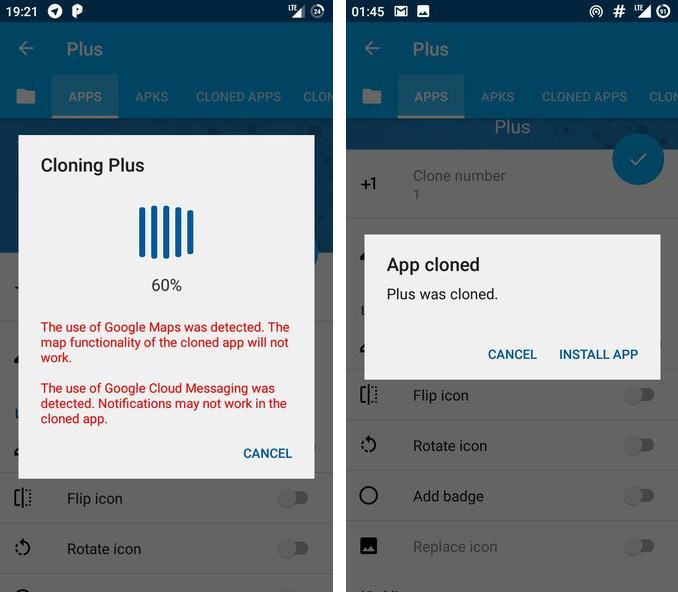 19:21
LTE
24
Plus
APPS
APKS
CLONED APPS
CLON
Cloning Plus
60%
The use of Google Maps was detected. The
map functionality of the cloned app will not
work.
The use of Google Cloud Messaging was
detected. Notifications may not work in the
cloned app.
CANCEL
Flip icon
Rotate icon
01:45
LTE
91
Plus
APPS
APKS
CLONED APPS
CLON
Plus
+1
Clone number
1
App cloned
Plus was cloned.
CANCEL
INSTALL APP
Flip icon
Rotate icon
Add badge
Replace icon